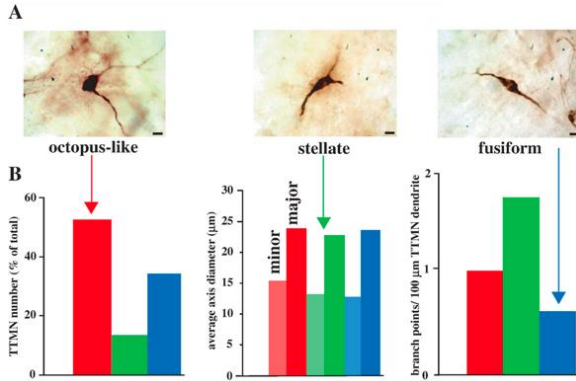 A
octopus-like
stellate
fusiform
B
TTMN number (% of total)
60
40
20
0
average axis diameter (µm)
30
25
20
15
10
5
0
minor
major
branch points/ 100 µm TTMN dendrite
2
1
0